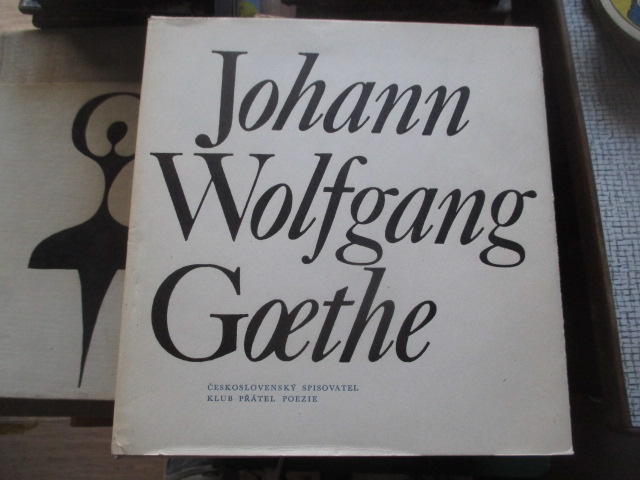 Johann
Wolfgang
Gœthe
ČESKOSLOVENSKÝ SPISOVATEL
KLUB PŘÁTEL POEZIE